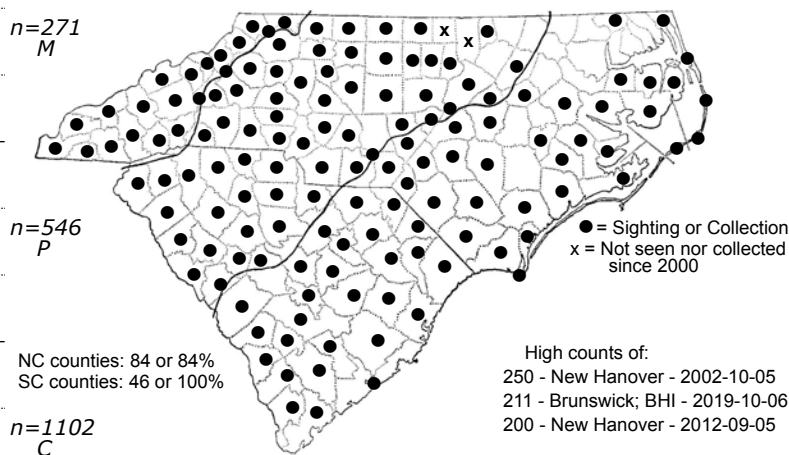 n=271
M
x
x
n=546
P
● = Sighting or Collection
x = Not seen nor collected
since 2000
NC counties: 84 or 84%
SC counties: 46 or 100%
High counts of:
250 - New Hanover - 2002-10-05
211 - Brunswick; BHI - 2019-10-06
200 - New Hanover - 2012-09-05
n=1102
C